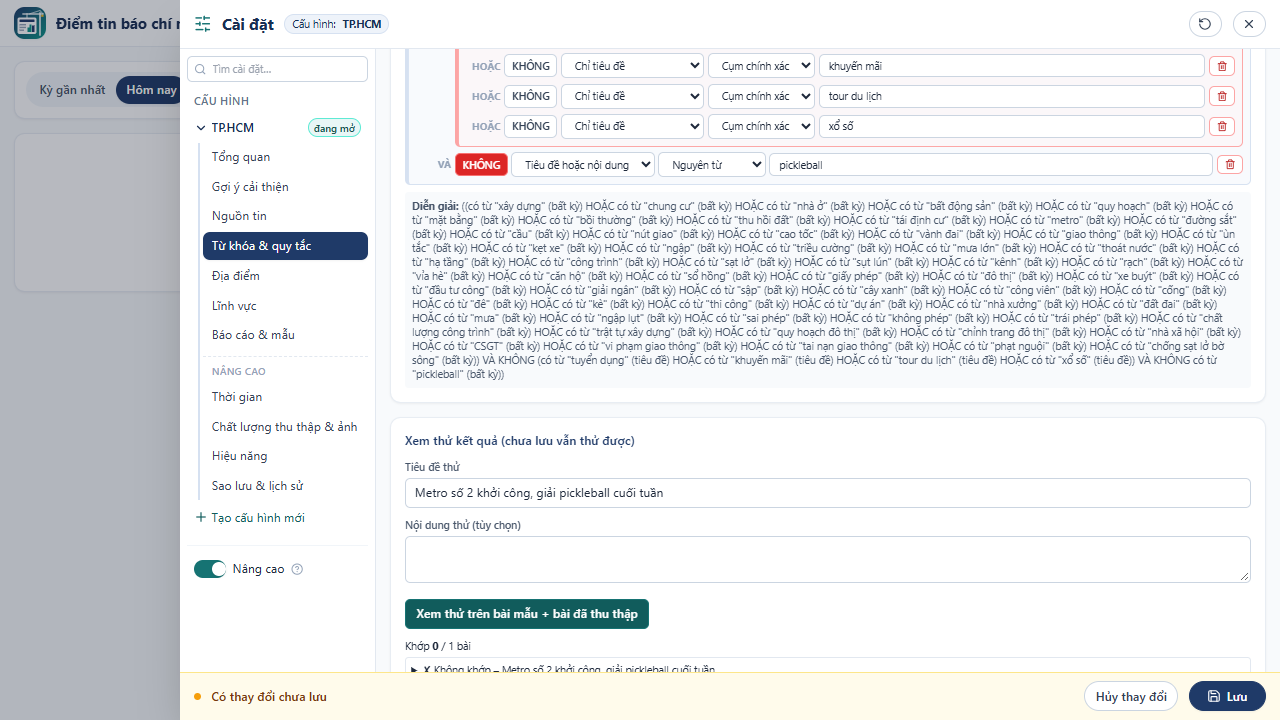 Điểm tin báo chí
Kỳ gần nhất
Hôm nay
Cài đặt
Cấu hình: TP.HCM
Tìm cài đặt...
CẤU HÌNH
TP.HCM
đang mở
Tổng quan
Gợi ý cải thiện
Nguồn tin
Từ khóa & quy tắc
Địa điểm
Lĩnh vực
Báo cáo & mẫu
NÂNG CAO
Thời gian
Chất lượng thu thập & ảnh
Hiệu năng
Sao lưu & lịch sử
+ Tạo cấu hình mới
Nâng cao
HOẶC KHÔNG Chỉ tiêu đề Cụm chính xác khuyến mãi
HOẶC KHÔNG Chỉ tiêu đề Cụm chính xác tour du lịch
HOẶC KHÔNG Chỉ tiêu đề Cụm chính xác xổ số
VÀ KHÔNG Tiêu đề hoặc nội dung Nguyên từ pickleball
Diễn giải: ((có từ "xây dựng" (bất kỳ) HOẶC có từ "chung cư" (bất kỳ) HOẶC có từ "nhà ở" (bất kỳ) HOẶC có từ "bất động sản" (bất kỳ) HOẶC có từ "quy hoạch" (bất kỳ) HOẶC có
từ "mặt bằng" (bất kỳ) HOẶC có từ "bồi thường" (bất kỳ) HOẶC có từ "thu hồi đất" (bất kỳ) HOẶC có từ "tái định cư" (bất kỳ) HOẶC có từ "metro" (bất kỳ) HOẶC có từ "đường sắt"
(bất kỳ) HOẶC có từ "cầu" (bất kỳ) HOẶC có từ "nút giao" (bất kỳ) HOẶC có từ "cao tốc" (bất kỳ) HOẶC có từ "vành đai" (bất kỳ) HOẶC có từ "giao thông" (bất kỳ) HOẶC có từ "ùn
tắc" (bất kỳ) HOẶC có từ "kẹt xe" (bất kỳ) HOẶC có từ "ngập" (bất kỳ) HOẶC có từ "triều cường" (bất kỳ) HOẶC có từ "mưa lớn" (bất kỳ) HOẶC có từ "thoát nước" (bất kỳ) HOẶC có từ
"hạ tầng" (bất kỳ) HOẶC có từ "công trình" (bất kỳ) HOẶC có từ "sạt lở" (bất kỳ) HOẶC có từ "sụt lún" (bất kỳ) HOẶC có từ "kênh" (bất kỳ) HOẶC có từ "rạch" (bất kỳ) HOẶC có từ
"vỉa hè" (bất kỳ) HOẶC có từ "căn hộ" (bất kỳ) HOẶC có từ "sổ hồng" (bất kỳ) HOẶC có từ "giấy phép" (bất kỳ) HOẶC có từ "đô thị" (bất kỳ) HOẶC có từ "xe buýt" (bất kỳ) HOẶC có từ
"đầu tư công" (bất kỳ) HOẶC có từ "giải ngân" (bất kỳ) HOẶC có từ "sập" (bất kỳ) HOẶC có từ "cây xanh" (bất kỳ) HOẶC có từ "công viên" (bất kỳ) HOẶC có từ "cống" (bất kỳ)
HOẶC có từ "đê" (bất kỳ) HOẶC có từ "kè" (bất kỳ) HOẶC có từ "thi công" (bất kỳ) HOẶC có từ "dự án" (bất kỳ) HOẶC có từ "nhà xưởng" (bất kỳ) HOẶC có từ "đất đai" (bất kỳ)
HOẶC có từ "mưa" (bất kỳ) HOẶC có từ "ngập lụt" (bất kỳ) HOẶC có từ "sai phép" (bất kỳ) HOẶC có từ "không phép" (bất kỳ) HOẶC có từ "trái phép" (bất kỳ) HOẶC có từ "chất
lượng công trình" (bất kỳ) HOẶC có từ "trật tự xây dựng" (bất kỳ) HOẶC có từ "quy hoạch đô thị" (bất kỳ) HOẶC có từ "chỉnh trang đô thị" (bất kỳ) HOẶC có từ "nhà xã hội" (bất kỳ)
HOẶC có từ "CSGT" (bất kỳ) HOẶC có từ "vi phạm giao thông" (bất kỳ) HOẶC có từ "tai nạn giao thông" (bất kỳ) HOẶC có từ "phạt nguội" (bất kỳ) HOẶC có từ "chống sạt lở bờ
sông" (bất kỳ)) VÀ KHÔNG (có từ "tuyển dụng" (tiêu đề) HOẶC có từ "khuyến mãi" (tiêu đề) HOẶC có từ "tour du lịch" (tiêu đề) HOẶC có từ "xổ số" (tiêu đề)) VÀ KHÔNG có từ
"pickleball" (bất kỳ))
Xem thử kết quả (chưa lưu vẫn thử được)
Tiêu đề thử
Metro số 2 khởi công, giải pickleball cuối tuần
Nội dung thử (tùy chọn)
Xem thử trên bài mẫu + bài đã thu thập
Khớp 0 / 1 bài
▶ X Không khớp – Metro số 2 khởi công, giải pickleball cuối tuần
Có thay đổi chưa lưu
Hủy thay đổi
Lưu